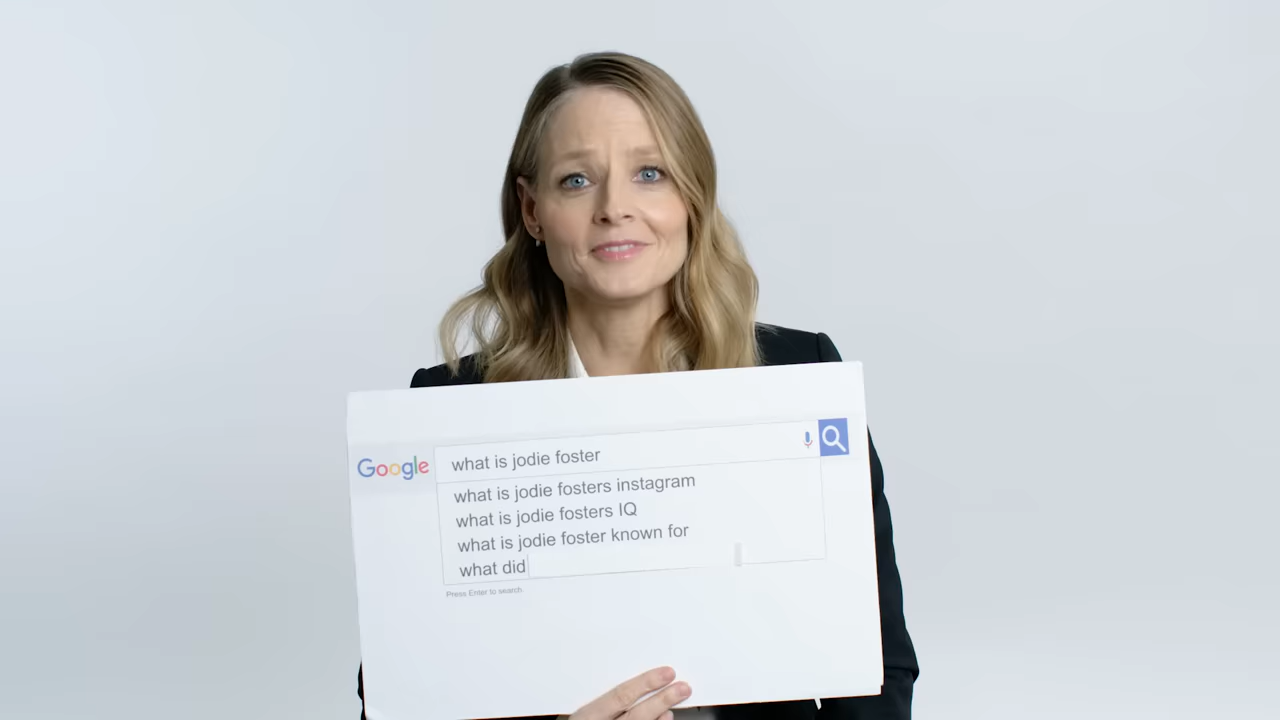 Google what is jodie foster
what is jodie fosters instagram
what is jodie fosters IQ
what is jodie foster known for
what did
Press Enter to search.